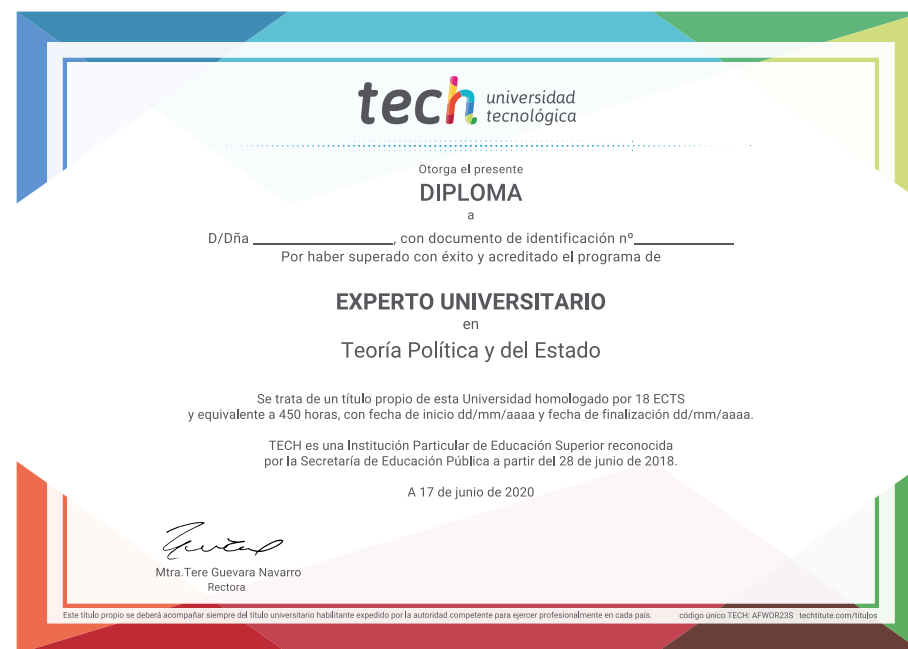 tech universidad
tecnológica
Otorga el presente
DIPLOMA
a
D/Dña ____________________, con documento de identificación nº______________
Por haber superado con éxito y acreditado el programa de
EXPERTO UNIVERSITARIO
en
Teoría Política y del Estado
Se trata de un título propio de esta Universidad homologado por 18 ECTS
y equivalente a 450 horas, con fecha de inicio dd/mm/aaaa y fecha de finalización dd/mm/aaaa.
TECH es una Institución Particular de Educación Superior reconocida
por la Secretaría de Educación Pública a partir del 28 de junio de 2018.
A 17 de junio de 2020
Mtra.Tere Guevara Navarro
Rectora
Este título propio se deberá acompañar siempre del título universitario habilitante expedido por la autoridad competente para ejercer profesionalmente en cada país. código único TECH: AFWOR23S techtitute.com/títulos